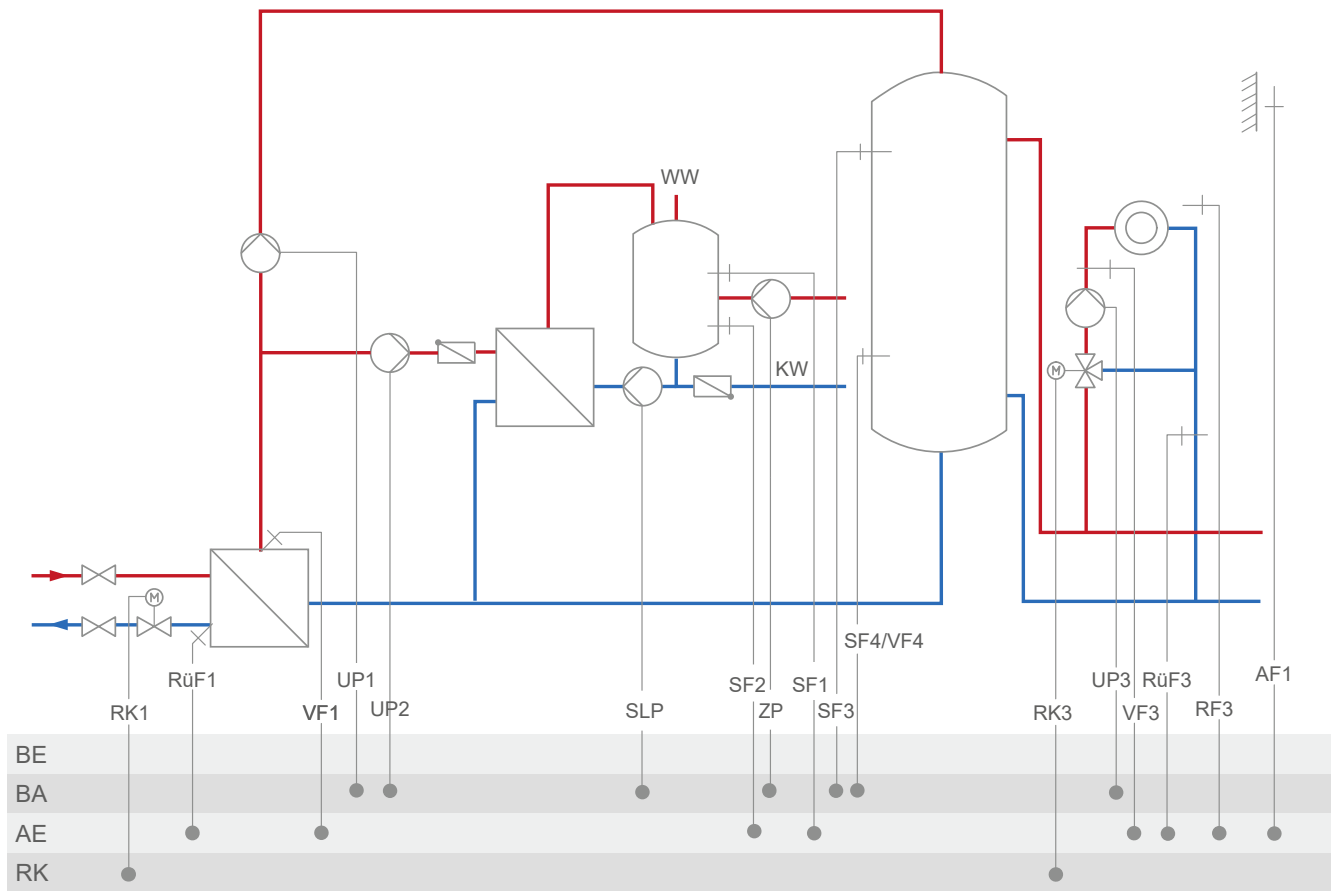 WW
M
KW
M
SF4/VF4
RüF1
UP1
SF2
SF1
UP3
RüF3
AF1
RK1
VF1
UP2
SLP
ZP
SF3
RK3
VF3
RF3
BE
BA
AE
RK